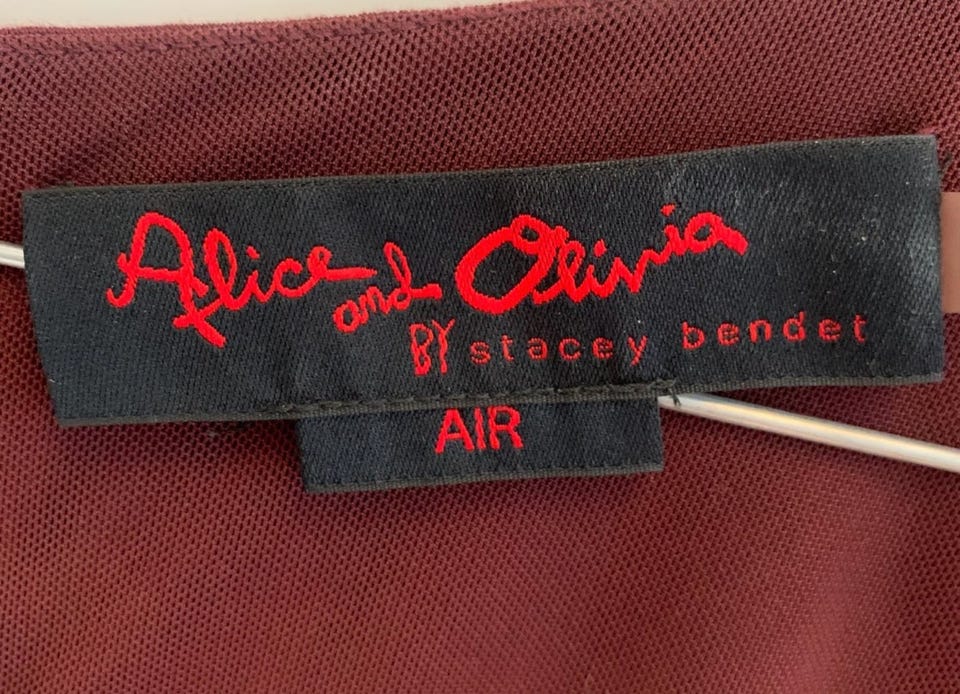 Alice and Olivia
BY stacey bendet
AIR